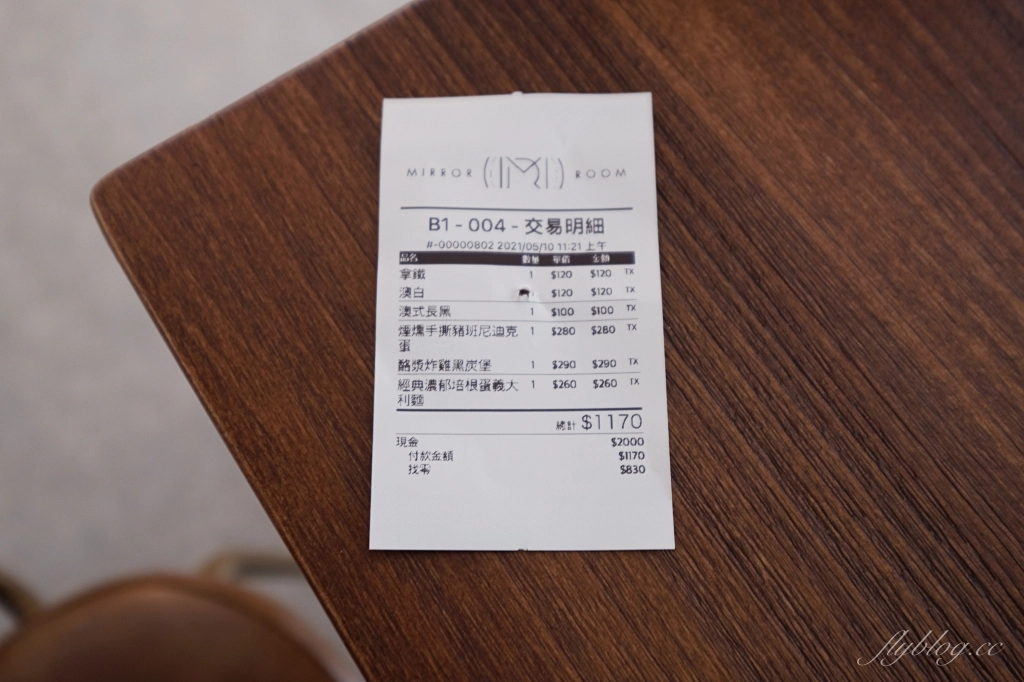 MIRROR M ROOM
B1 - 004 - 交易明細
#-00000802 2021/05/10 11:21 上午
品名 數量 單價 金額
拿鐵 1 $120 $120 TX
澳白 $120 $120 TX
澳式長黑 1 $100 $100 TX
煙燻手撕豬班尼迪克 1 $280 $280 TX
蛋
酪漿炸雞黑炭堡 1 $290 $290 TX
經典濃郁培根蛋義大 1 $260 $260 TX
利麵
總計 $1170
現金 $2000
付款金額 $1170
找零 $830
flyblog.cc